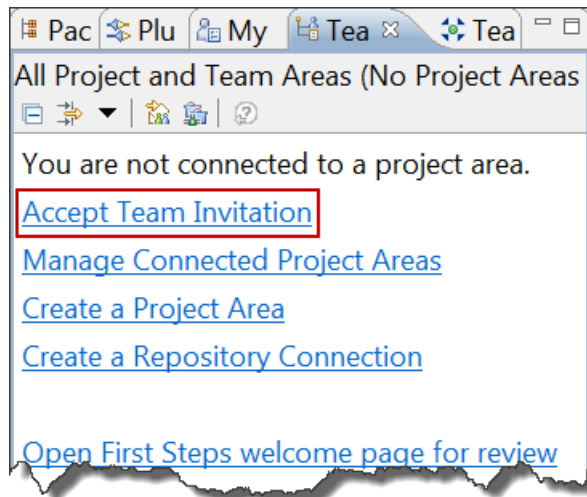 Pac Plu My Tea Tea
All Project and Team Areas (No Project Areas
You are not connected to a project area.
Accept Team Invitation
Manage Connected Project Areas
Create a Project Area
Create a Repository Connection
Open First Steps welcome page for review